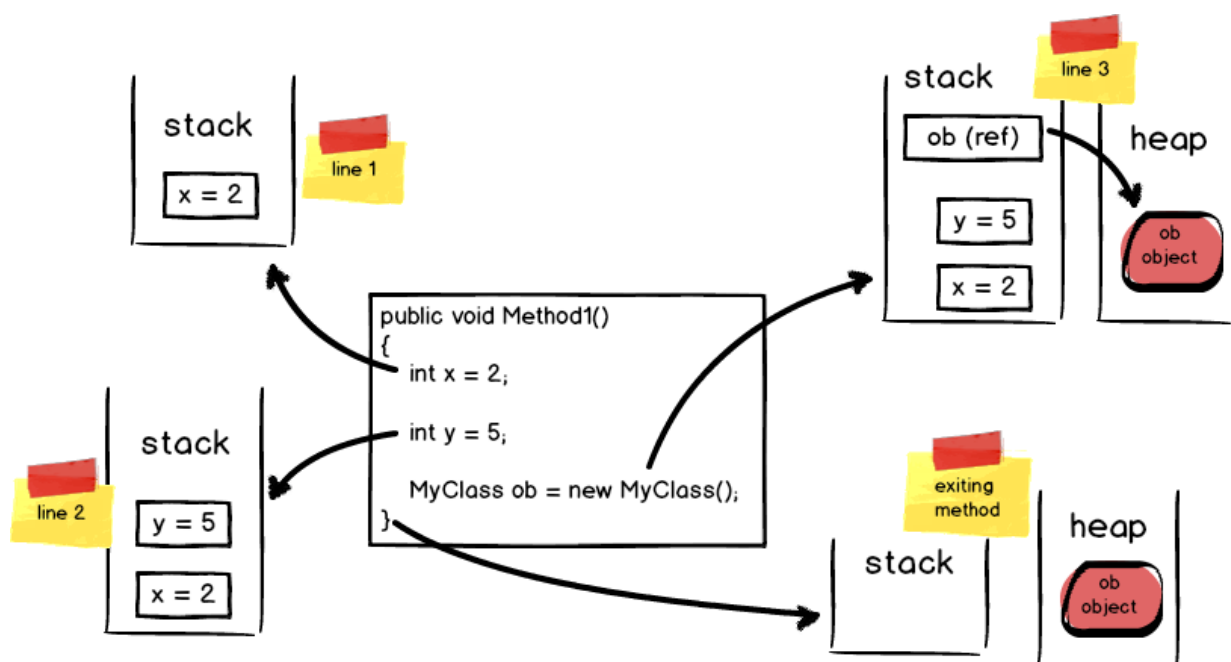 stack
x = 2
line 1
stack
line 3
ob (ref)
heap
y = 5
x = 2
ob
object
public void Method1()
{
int x = 2;
int y = 5;
MyClass ob = new MyClass();
}
stack
line 2
y = 5
x = 2
exiting
method
stack
heap
ob
object